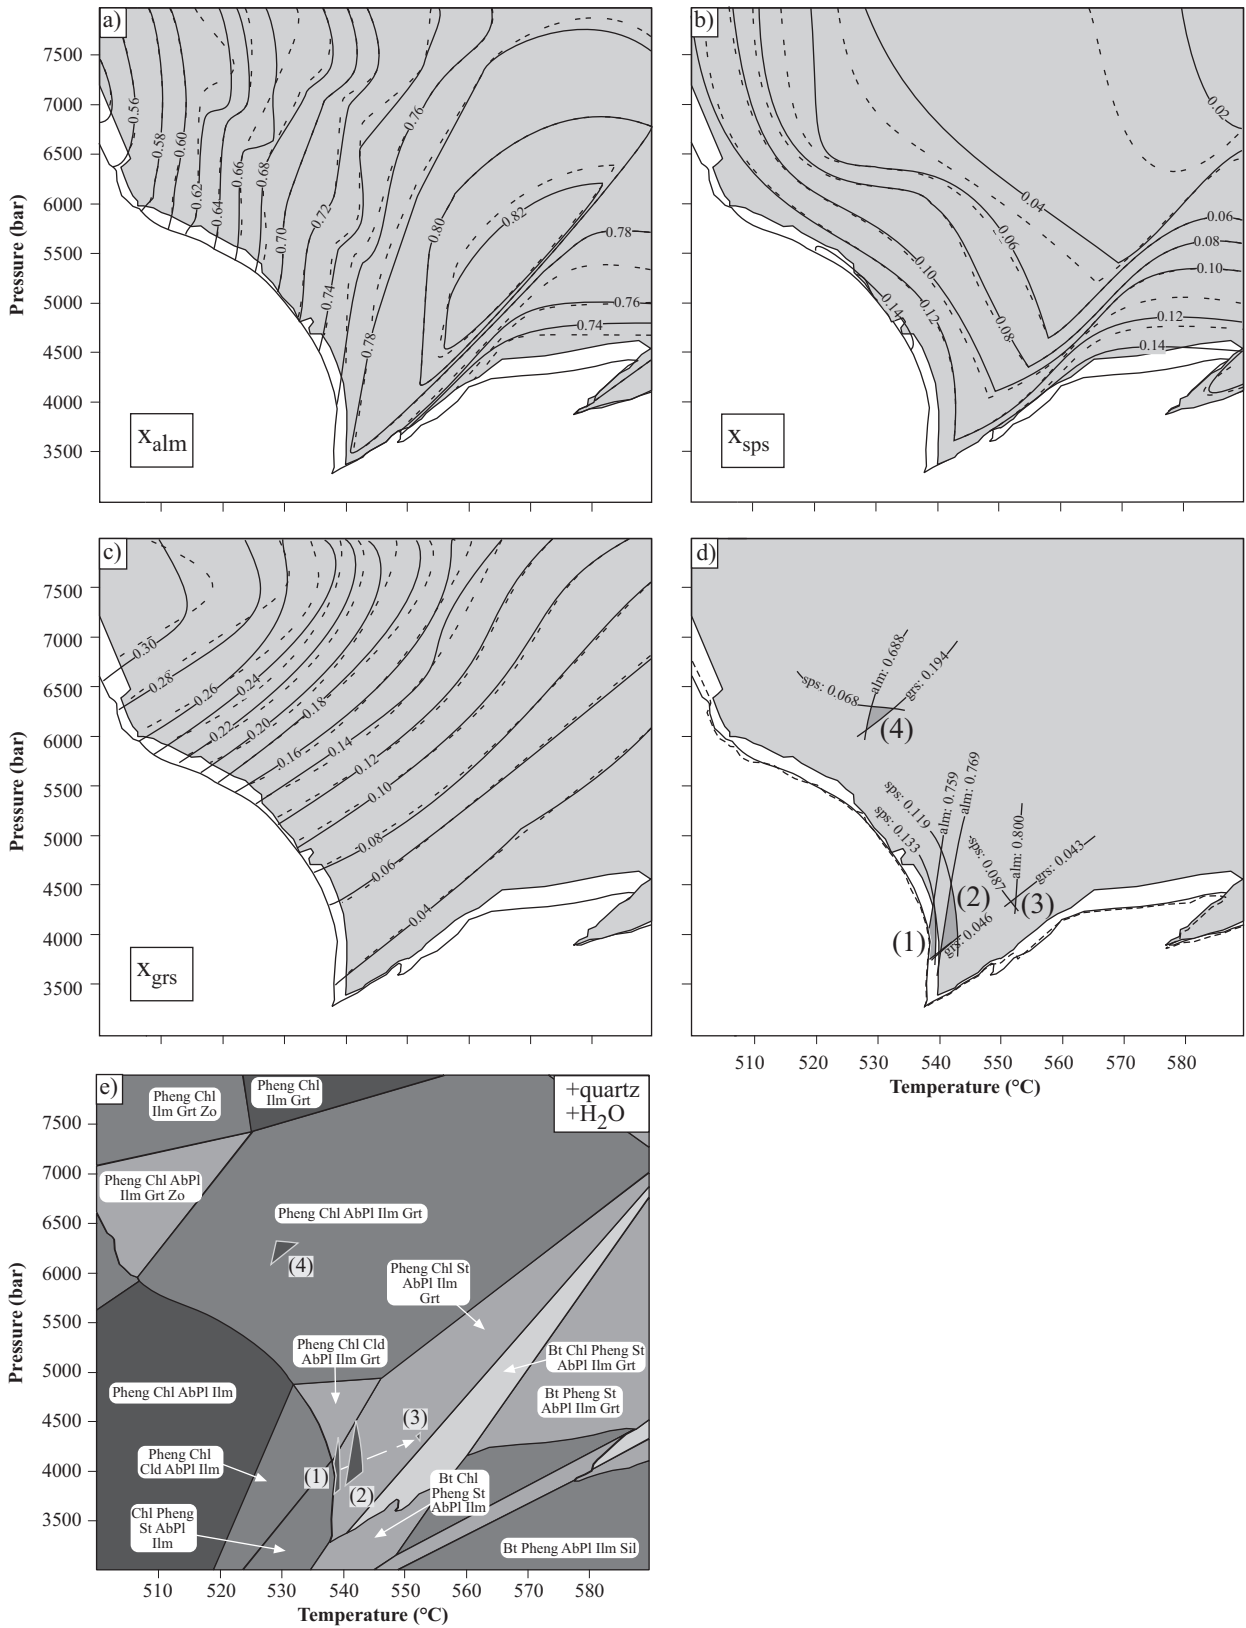 a)
7500
7000
6500
6000
5500
5000
4500
4000
3500
Pressure (bar)
0.56
0.58
0.60
0.62
0.64
0.66
0.68
0.70
0.72
0.74
0.76
0.78
0.80
0.82
0.78
0.76
0.74
xalm
b)
0.02
0.04
0.06
0.06
0.08
0.10
0.12
0.14
0.10
0.12
0.14
0.08
xsps
c)
7500
7000
6500
6000
5500
5000
4500
4000
3500
Pressure (bar)
0.30
0.28
0.26
0.24
0.22
0.20
0.18
0.16
0.14
0.12
0.10
0.08
0.06
0.04
xgrs
d)
sps: 0.068
alm: 0.688
grs: 0.194
(4)
sps: 0.119
sps: 0.133
alm: 0.759
alm: 0.769
sps: 0.087
alm: 0.800
grs: 0.043
(1)
(2)
(3)
grs: 0.046
510 520 530 540 550 560 570 580
Temperature (°C)
e)
+quartz
+H2O
7500
7000
6500
6000
5500
5000
4500
4000
3500
Pressure (bar)
Pheng Chl
Ilm Grt Zo
Pheng Chl
Ilm Grt
Pheng Chl AbPl
Ilm Grt Zo
Pheng Chl AbPl Ilm Grt
(4)
Pheng Chl St
AbPl Ilm
Grt
Pheng Chl Cld
AbPl Ilm Grt
Bt Chl Pheng St
AbPl Ilm Grt
Pheng Chl AbPl Ilm
Bt Pheng St
AbPl Ilm Grt
(3)
Pheng Chl
Cld AbPl Ilm
(1)
(2)
Bt Chl
Pheng St
AbPl Ilm
Chl Pheng
St AbPl
Ilm
Bt Pheng AbPl Ilm Sil
510 520 530 540 550 560 570 580
Temperature (°C)